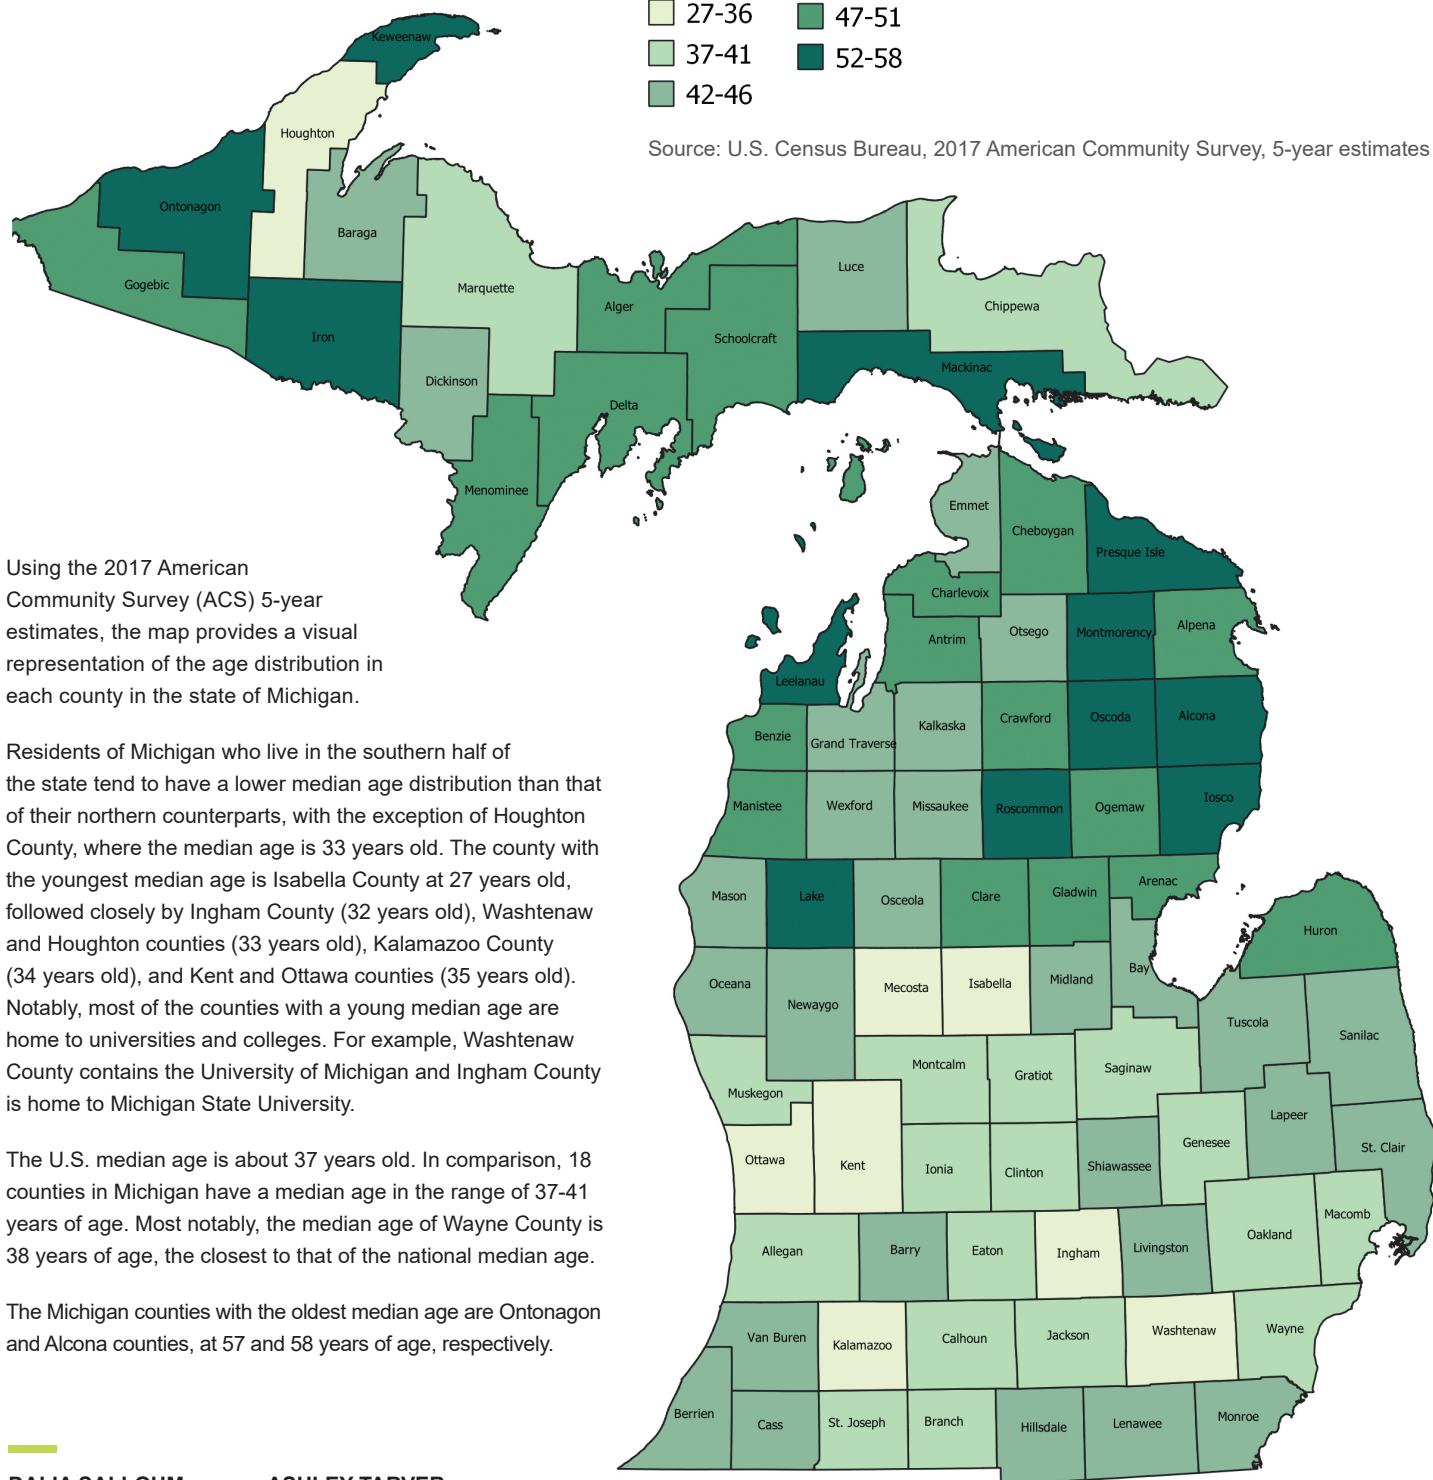 27-36
37-41
42-46
47-51
52-58
Source: U.S. Census Bureau, 2017 American Community Survey, 5-year estimates
Keweenaw
Houghton
Ontonagon
Baraga
Gogebic
Marquette
Iron
Dickinson
Alger
Schoolcraft
Luce
Chippewa
Mackinac
Delta
Menominee
Emmet
Cheboygan
Presque Isle
Charlevoix
Antrim
Otsego
Montmorency
Alpena
Leelanau
Benzie
Grand Traverse
Kalkaska
Crawford
Oscoda
Alcona
Manistee
Wexford
Missaukee
Roscommon
Ogemaw
Iosco
Mason
Lake
Osceola
Clare
Gladwin
Arenac
Huron
Oceana
Newaygo
Mecosta
Isabella
Midland
Bay
Tuscola
Sanilac
Muskegon
Montcalm
Gratiot
Saginaw
Lapeer
Genesee
St. Clair
Ottawa
Kent
Ionia
Clinton
Shiawassee
Macomb
Oakland
Allegan
Barry
Eaton
Ingham
Livingston
Van Buren
Kalamazoo
Calhoun
Jackson
Washtenaw
Wayne
Berrien
Cass
St. Joseph
Branch
Hillsdale
Lenawee
Monroe
Using the 2017 American
Community Survey (ACS) 5-year
estimates, the map provides a visual
representation of the age distribution in
each county in the state of Michigan.
Residents of Michigan who live in the southern half of
the state tend to have a lower median age distribution than that
of their northern counterparts, with the exception of Houghton
County, where the median age is 33 years old. The county with
the youngest median age is Isabella County at 27 years old,
followed closely by Ingham County (32 years old), Washtenaw
and Houghton counties (33 years old), Kalamazoo County
(34 years old), and Kent and Ottawa counties (35 years old).
Notably, most of the counties with a young median age are
home to universities and colleges. For example, Washtenaw
County contains the University of Michigan and Ingham County
is home to Michigan State University.
The U.S. median age is about 37 years old. In comparison, 18
counties in Michigan have a median age in the range of 37-41
years of age. Most notably, the median age of Wayne County is
38 years of age, the closest to that of the national median age.
The Michigan counties with the oldest median age are Ontonagon
and Alcona counties, at 57 and 58 years of age, respectively.
DALIA SALLOUM
ASHLEY TARVER